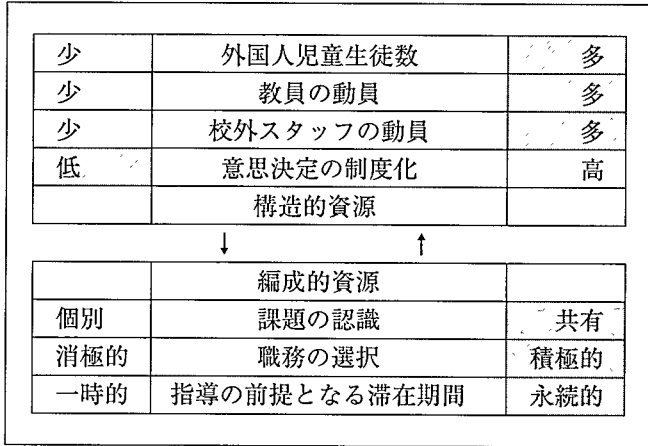 少 外国人児童生徒数 多
少 教員の動員 多
少 校外スタッフの動員 多
低 意思決定の制度化 高
構造的資源
↓ ↑
編成的資源
個別 課題の認識 共有
消極的 職務の選択 積極的
一時的 指導の前提となる滞在期間 永続的